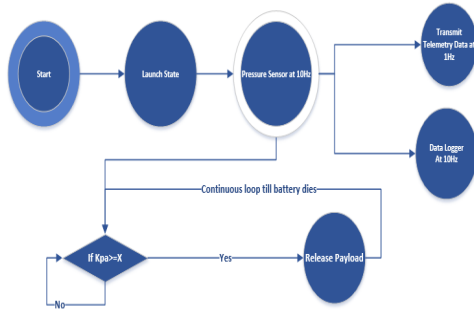 Start
Launch State
Pressure Sensor at 10Hz
Transmit
Telemetry Data at
1Hz
Data Logger
At 10Hz
Continuous loop till battery dies
If Kpa>=X
Yes
Release Payload
No